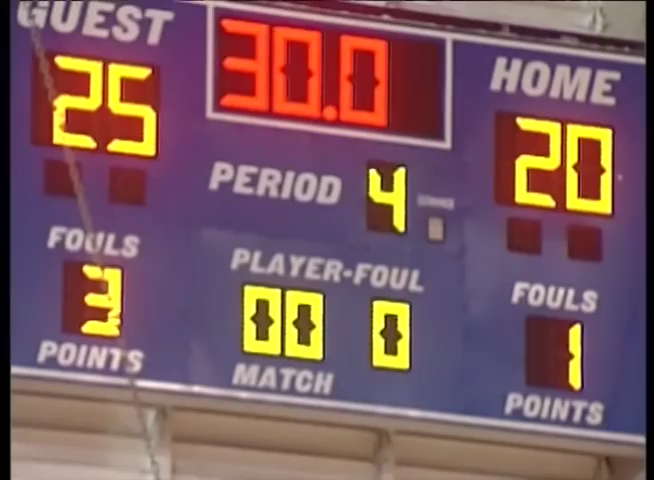 GUEST
30.0
HOME
25
20
PERIOD 4
FOULS
PLAYER-FOUL
FOULS
3
00 0
1
POINTS
MATCH
POINTS